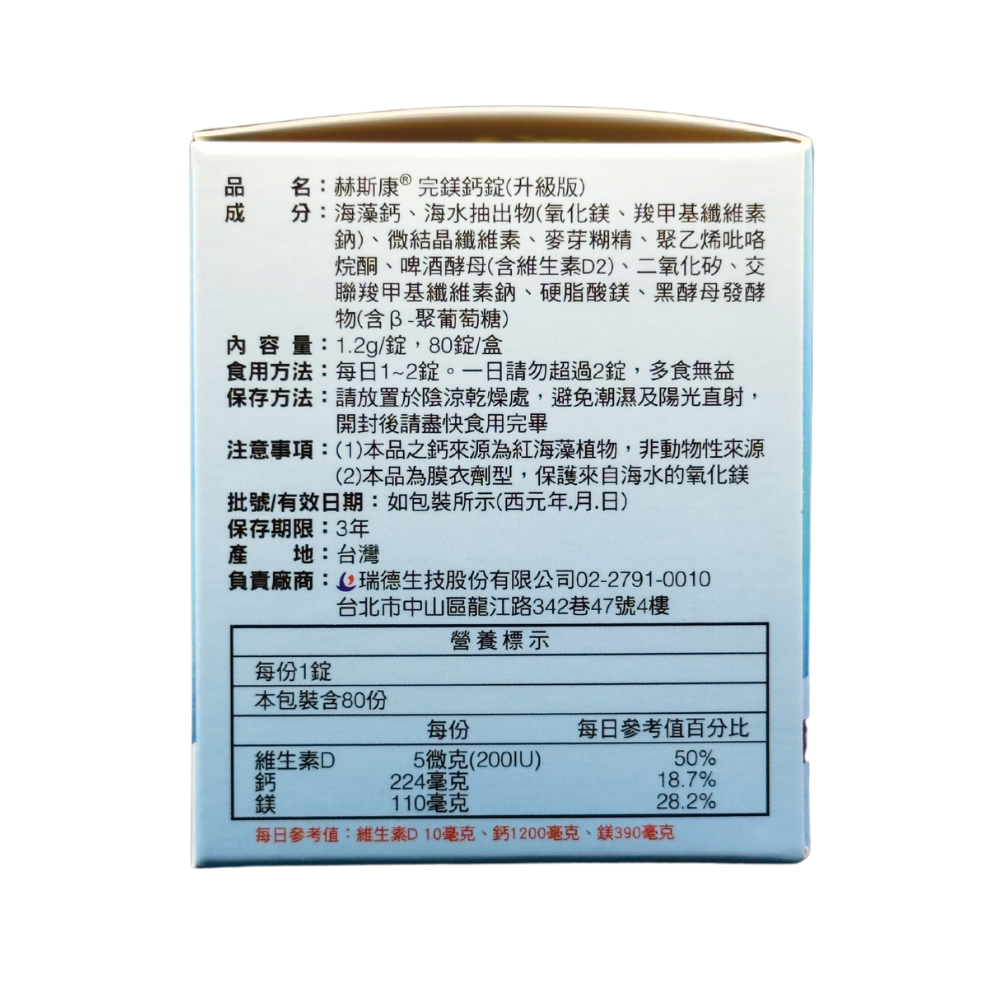 品名：赫斯康® 完鎂鈣錠(升級版)
成分：海藻鈣、海水抽出物(氧化鎂、羧甲基纖維素
鈉)、微結晶纖維素、麥芽糊精、聚乙烯吡咯
烷酮、啤酒酵母(含維生素D2)、二氧化矽、交
聯羧甲基纖維素鈉、硬脂酸鎂、黑酵母發酵
物(含β-聚葡萄糖)
內容量：1.2g/錠，80錠/盒
食用方法：每日1~2錠。一日請勿超過2錠，多食無益
保存方法：請放置於陰涼乾燥處，避免潮濕及陽光直射，
開封後請盡快食用完畢
注意事項：(1)本品之鈣來源為紅海藻植物，非動物性來源
(2)本品為膜衣劑型，保護來自海水的氧化鎂
批號/有效日期：如包裝所示(西元年.月.日)
保存期限：3年
產地：台灣
負責廠商：瑞德生技股份有限公司02-2791-0010
台北市中山區龍江路342巷47號4樓
營養標示
每份1錠
本包裝含80份
每份 每日參考值百分比
維生素D 5微克(200IU) 50%
鈣 224毫克 18.7%
鎂 110毫克 28.2%
每日參考值：維生素D 10毫克、鈣1200毫克、鎂390毫克